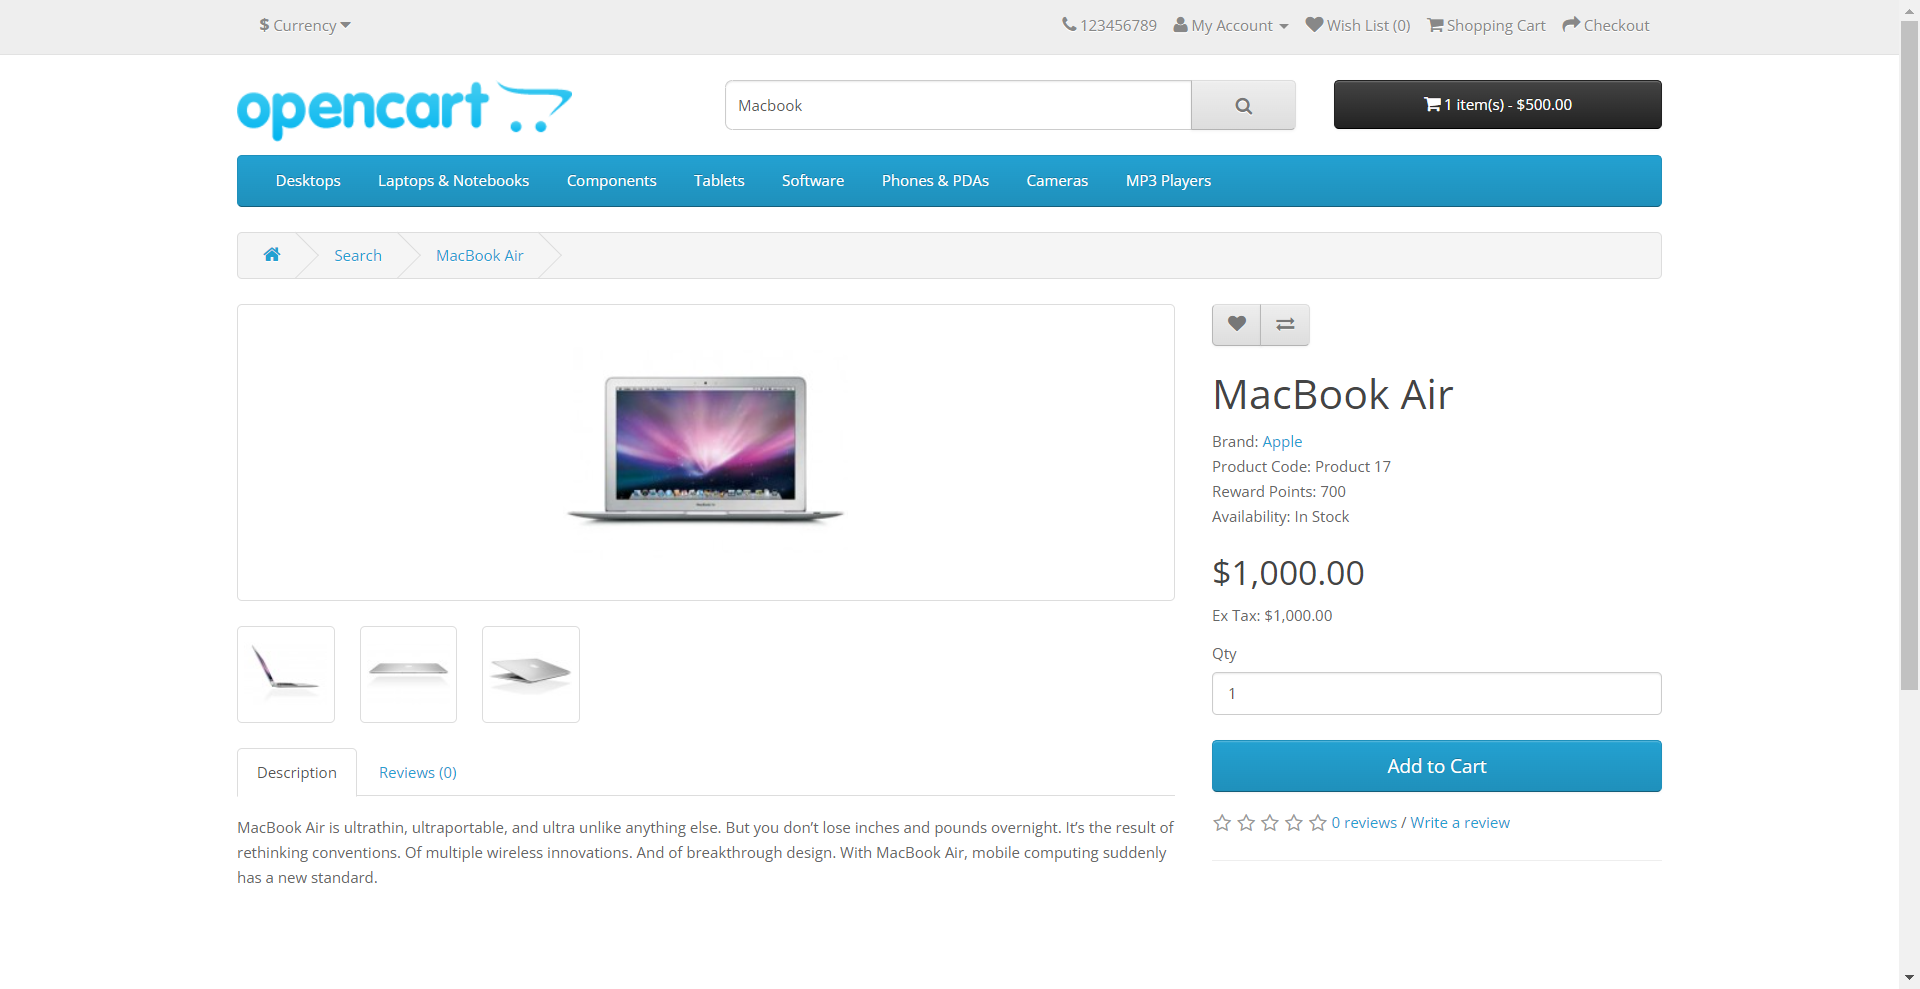 $ Currency
123456789 My Account Wish List (0) Shopping Cart Checkout
opencart
Macbook
1 item(s) - $500.00
Desktops Laptops & Notebooks Components Tablets Software Phones & PDAs Cameras MP3 Players
Search MacBook Air
MacBook Air
Brand: Apple
Product Code: Product 17
Reward Points: 700
Availability: In Stock
$1,000.00
Ex Tax: $1,000.00
Qty
1
Add to Cart
0 reviews / Write a review
Description Reviews (0)
MacBook Air is ultrathin, ultraportable, and ultra unlike anything else. But you don’t lose inches and pounds overnight. It’s the result of
rethinking conventions. Of multiple wireless innovations. And of breakthrough design. With MacBook Air, mobile computing suddenly
has a new standard.